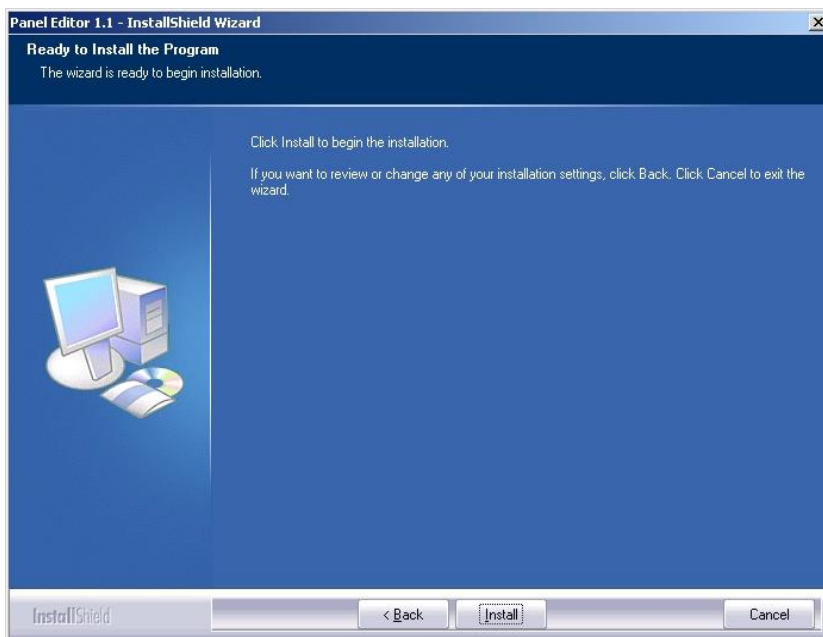 Panel Editor 1.1 - InstallShield Wizard
Ready to Install the Program
The wizard is ready to begin installation.
Click Install to begin the installation.
If you want to review or change any of your installation settings, click Back. Click Cancel to exit the
wizard.
InstallShield
< Back
Install
Cancel